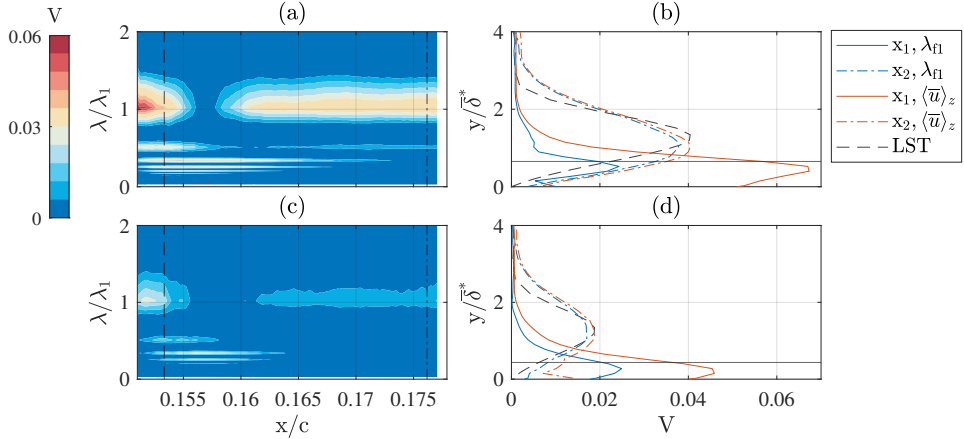 V
0.06
0.03
0
(a)
λ/λ₁
2
1
0
(b)
y/δ̄*
4
2
0
x₁, λf1
x₂, λf1
x₁, ⟨u̅⟩z
x₂, ⟨u̅⟩z
LST
(c)
λ/λ₁
2
1
0
0.155 0.16 0.165 0.17 0.175
x/c
(d)
y/δ̄*
4
2
0
0 0.02 0.04 0.06
V